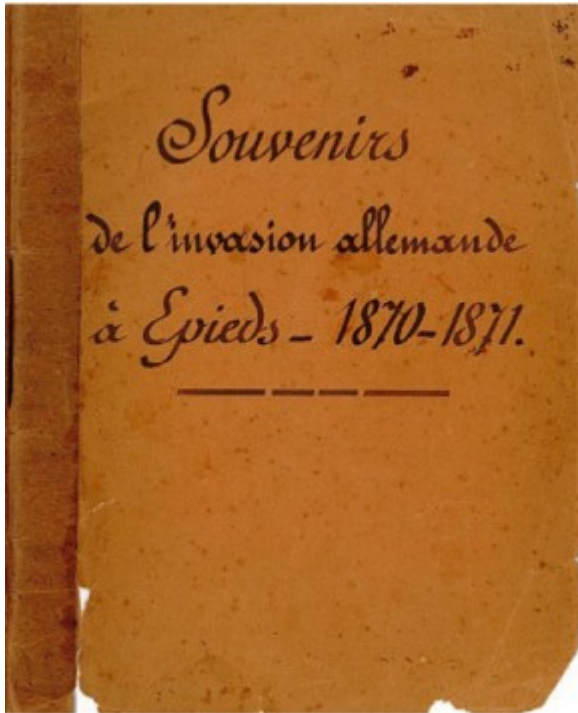 Souvenirs
de l'invasion allemande
à Epieds - 1870-1871.